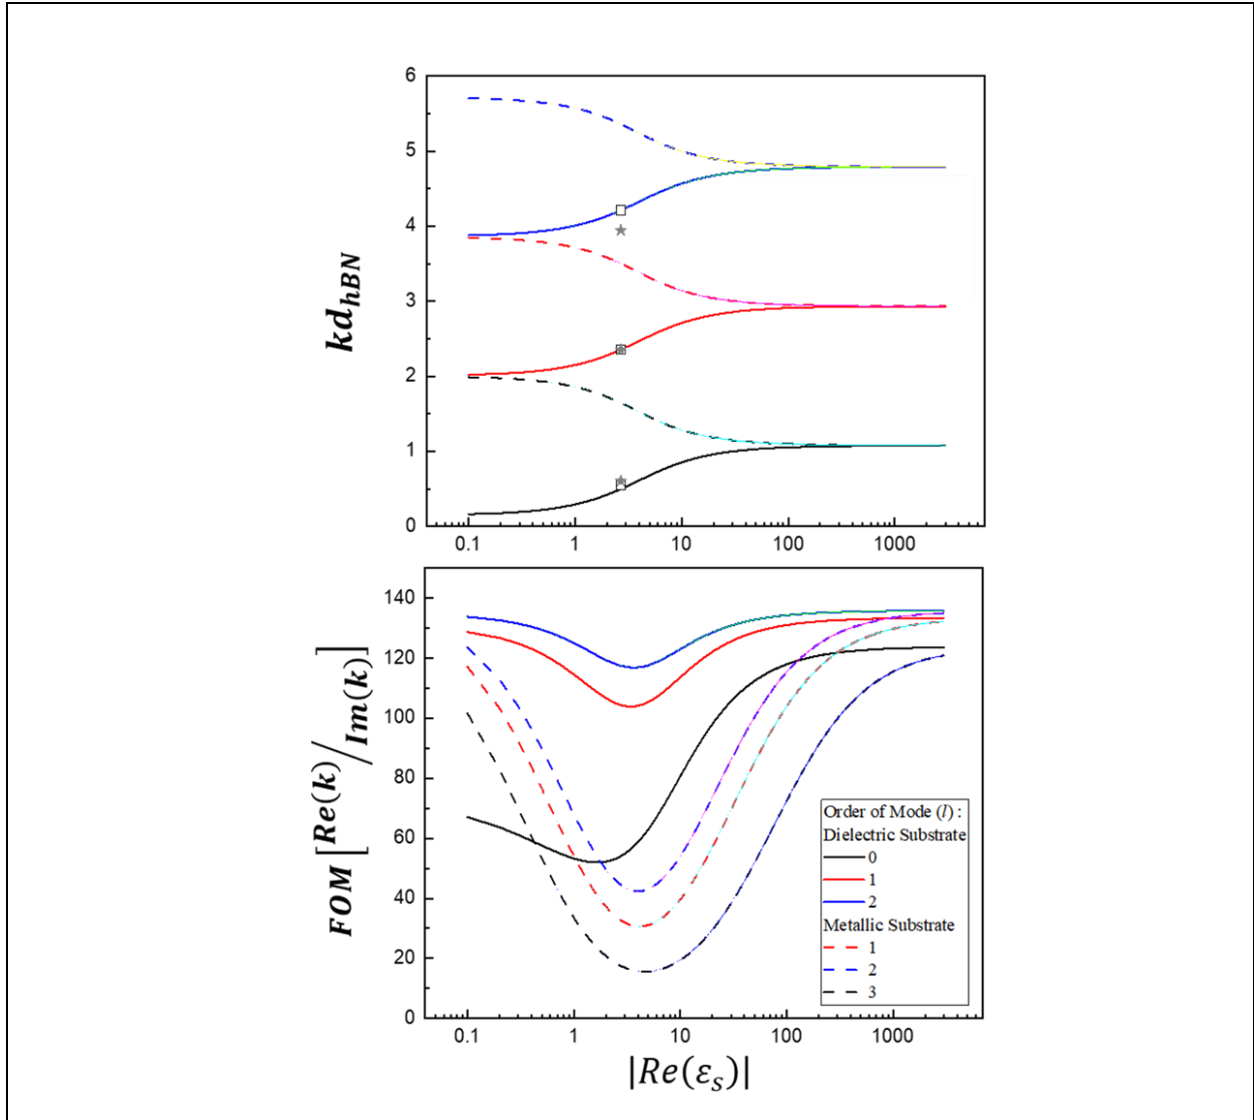 6
5
4
3
2
1
0
kd_{hBN}
0.1 1 10 100 1000
140
120
100
80
60
40
20
0
FOM [Re(k)/Im(k)]
Order of Mode (l) :
Dielectric Substrate
0
1
2
Metallic Substrate
1
2
3
0.1 1 10 100 1000
|Re(ε_s)|